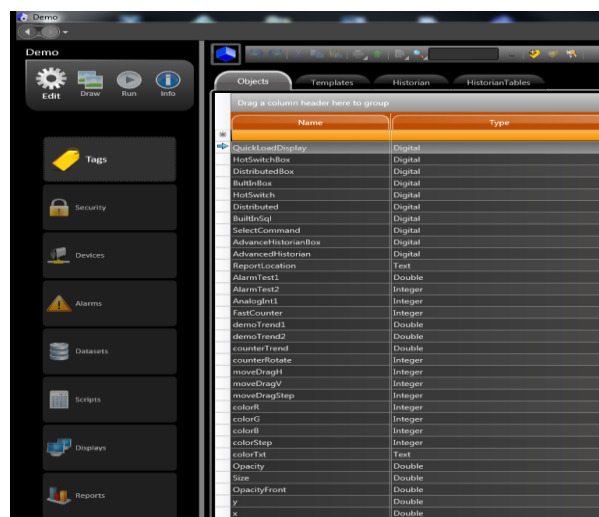 Demo
Demo
Edit Draw Run Info
Tags
Security
Devices
Alarms
Datasets
Scripts
Displays
Reports
Objects Templates Historian HistorianTables
Drag a column header here to group
Name Type
QuickLoadDisplay Digital
HotSwitchBox Digital
DistributedBox Digital
BultInBox Digital
HotSwitch Digital
Distributed Digital
BuiltInSql Digital
SelectCommand Digital
AdvanceHistorianBox Digital
AdvancedHistorian Digital
ReportLocation Text
AlarmTest1 Double
AlarmTest2 Integer
AnalogInt1 Integer
FastCounter Integer
demoTrend1 Double
demoTrend2 Double
counterTrend Double
counterRotate Integer
moveDragH Integer
moveDragV Integer
moveDragStep Integer
colorR Integer
colorG Integer
colorB Integer
colorStep Integer
colorTxt Text
Opacity Double
Size Double
OpacityFront Double
y Double
x Double